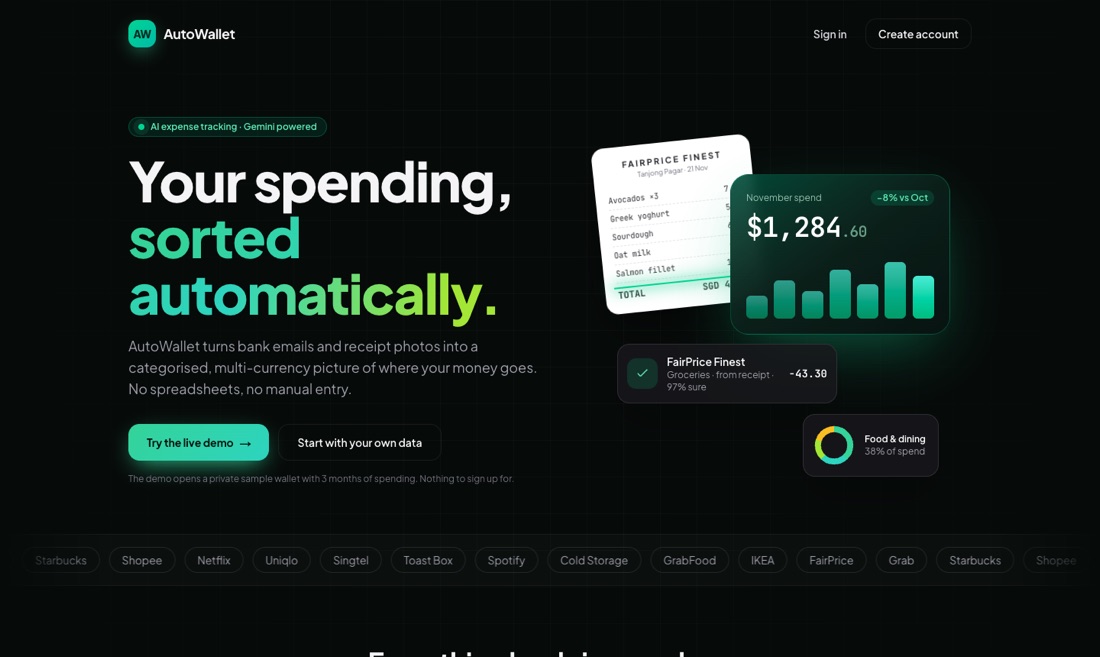 AW AutoWallet
Sign in
Create account
AI expense tracking · Gemini powered
Your spending,
sorted
automatically.
AutoWallet turns bank emails and receipt photos into a
categorised, multi-currency picture of where your money goes.
No spreadsheets, no manual entry.
Try the live demo →
Start with your own data
The demo opens a private sample wallet with 3 months of spending. Nothing to sign up for.
FAIRPRICE FINEST
Tanjong Pagar · 21 Nov
Avocados ×3
Greek yoghurt
Sourdough
Oat milk
Salmon fillet
TOTAL SGD
November spend
-8% vs Oct
$1,284.60
FairPrice Finest
Groceries · from receipt ·
97% sure
-43.30
Food & dining
38% of spend
Starbucks Shopee Netflix Uniqlo Singtel Toast Box Spotify Cold Storage GrabFood IKEA FairPrice Grab Starbucks Shopee